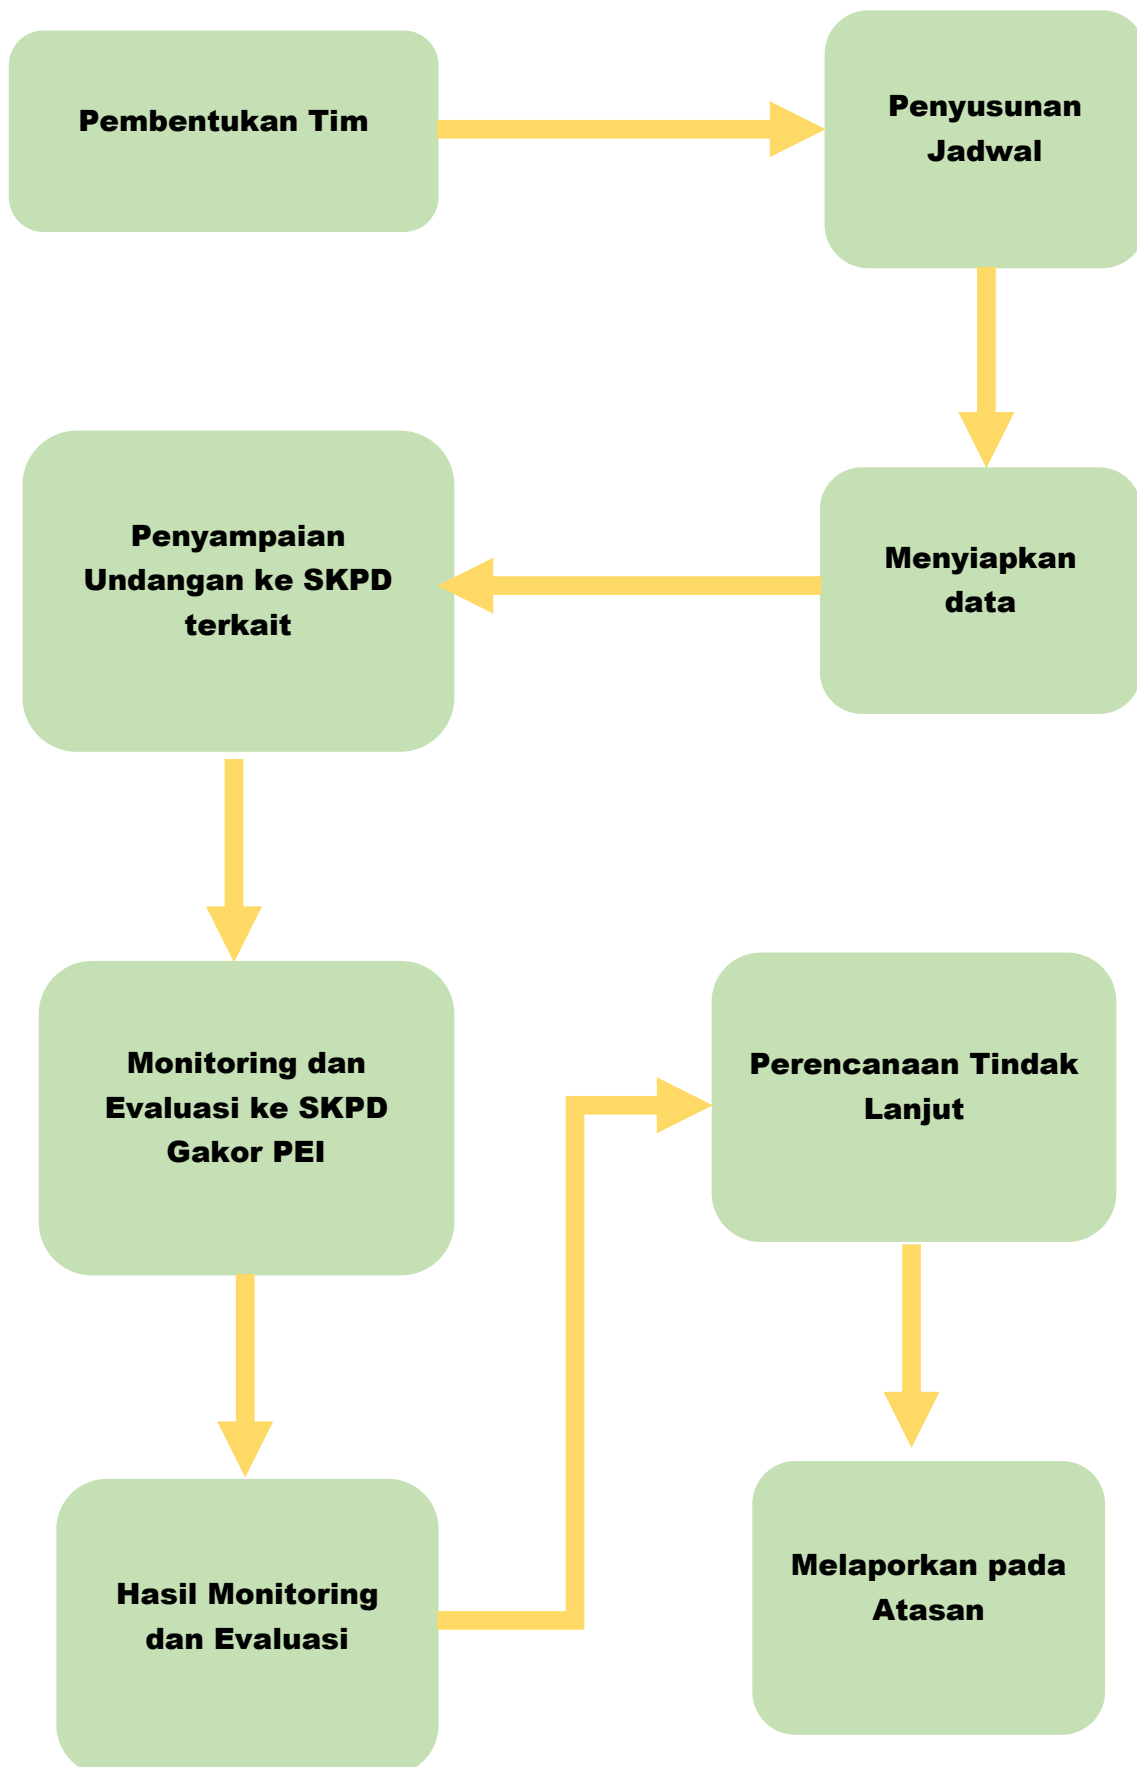 Pembentukan Tim
Penyusunan
Jadwal
Menyiapkan
data
Penyampaian
Undangan ke SKPD
terkait
Monitoring dan
Evaluasi ke SKPD
Gakor PEI
Hasil Monitoring
dan Evaluasi
Perencanaan Tindak
Lanjut
Melaporkan pada
Atasan